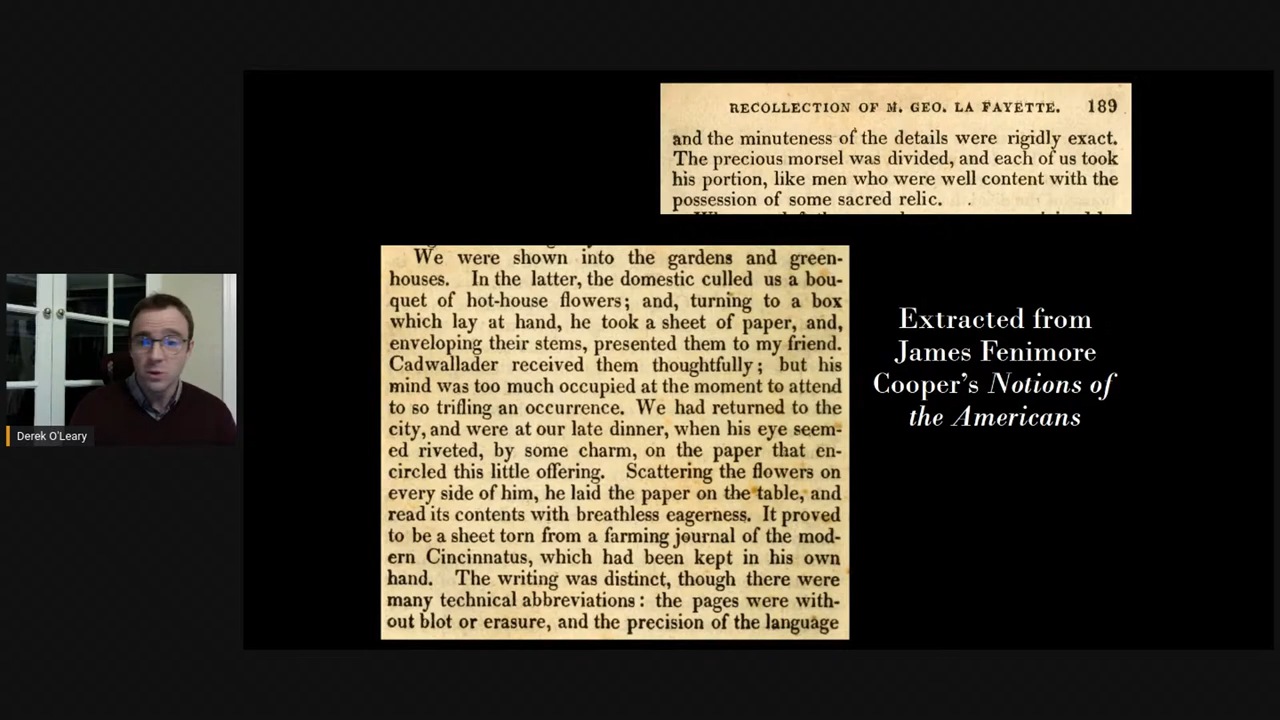 RECOLLECTION OF M. GEO. LA FAYETTE. 189
and the minuteness of the details were rigidly exact.
The precious morsel was divided, and each of us took
his portion, like men who were well content with the
possession of some sacred relic.
We were shown into the gardens and green-
houses. In the latter, the domestic culled us a bou-
quet of hot-house flowers; and, turning to a box
which lay at hand, he took a sheet of paper, and,
enveloping their stems, presented them to my friend.
Cadwallader received them thoughtfully; but his
mind was too much occupied at the moment to attend
to so trifling an occurrence. We had returned to the
city, and were at our late dinner, when his eye seem-
ed riveted, by some charm, on the paper that en-
circled this little offering. Scattering the flowers on
every side of him, he laid the paper on the table, and
read its contents with breathless eagerness. It proved
to be a sheet torn from a farming journal of the mod-
ern Cincinnatus, which had been kept in his own
hand. The writing was distinct, though there were
many technical abbreviations: the pages were with-
out blot or erasure, and the precision of the language
Extracted from
James Fenimore
Cooper's Notions of
the Americans
Derek O'Leary